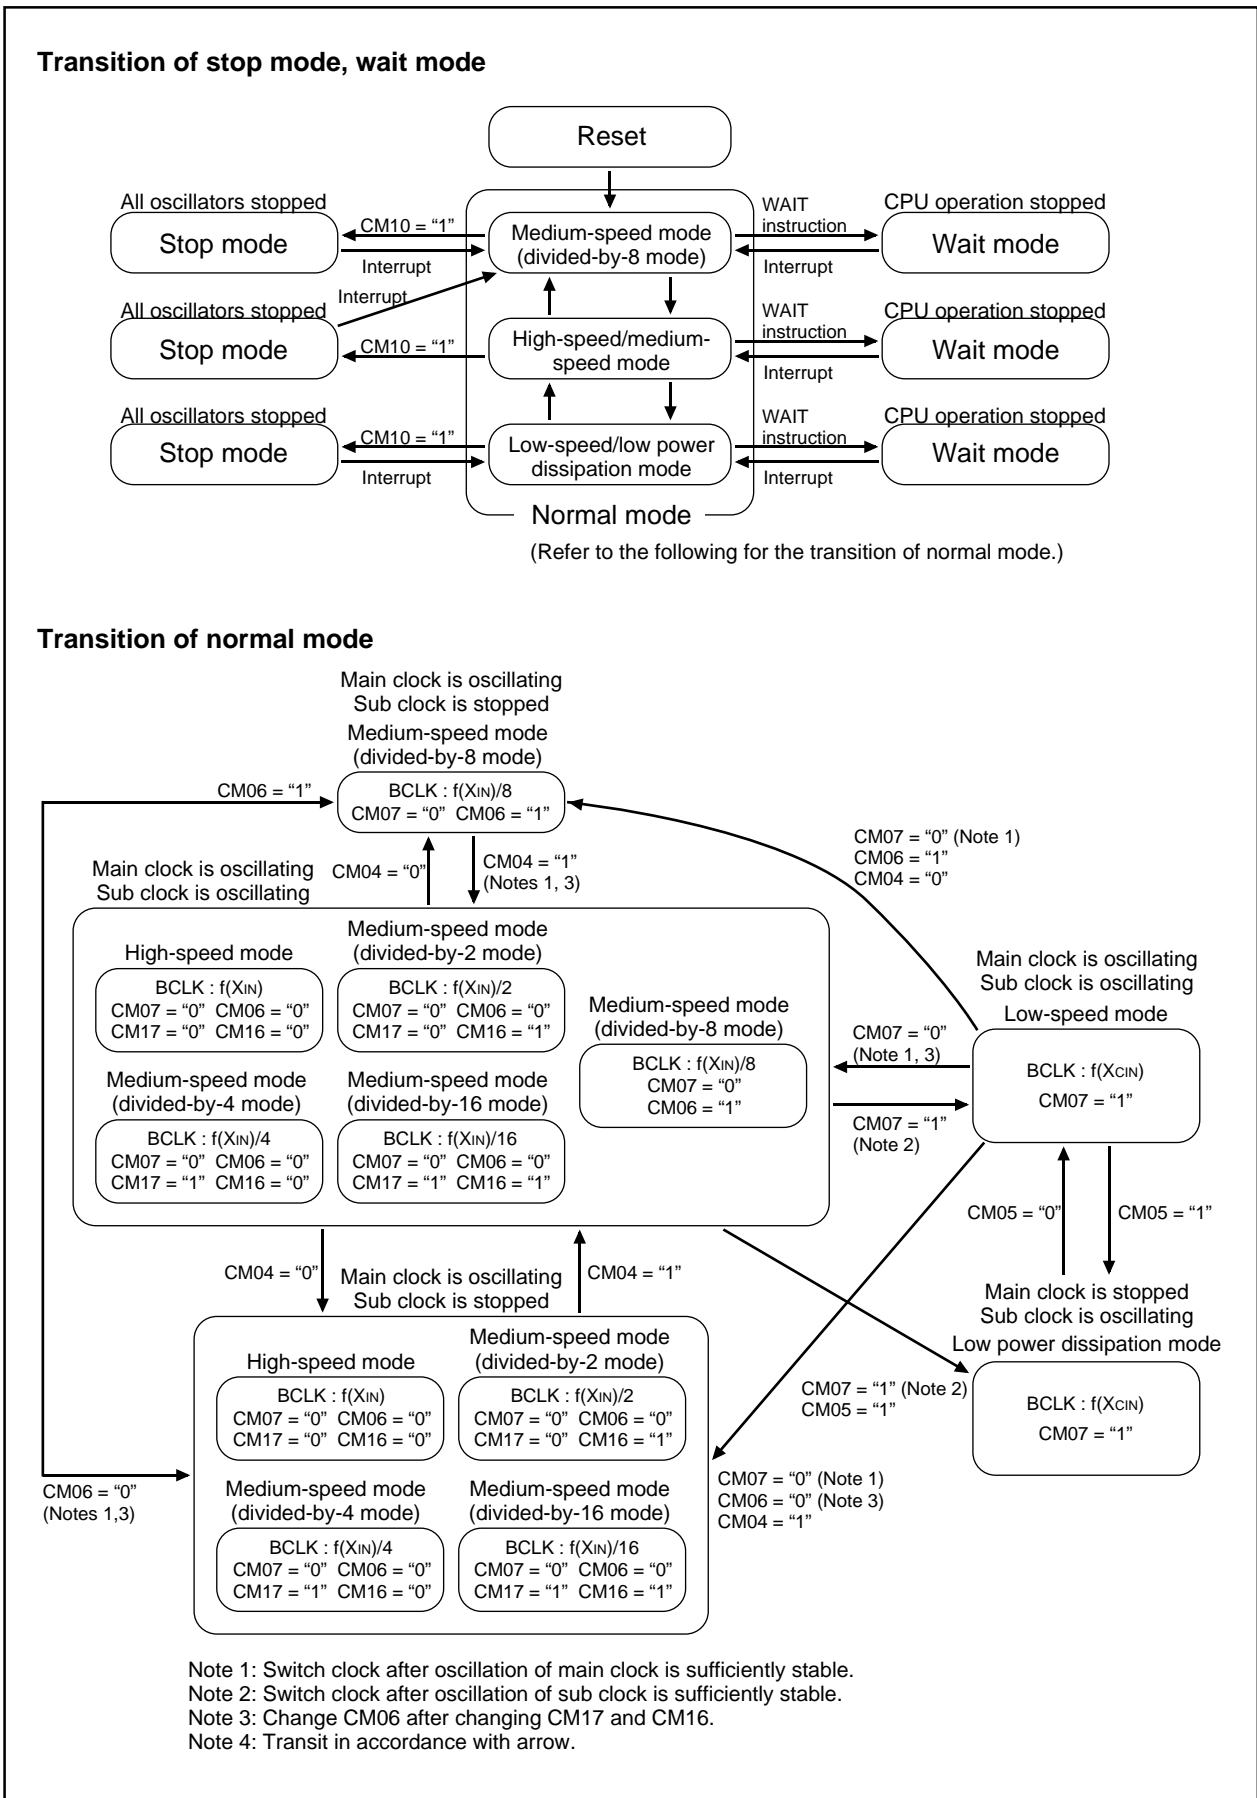 Transition of stop mode, wait mode
Reset
All oscillators stopped
Stop mode
CM10 = “1”
Interrupt
Medium-speed mode
(divided-by-8 mode)
WAIT
instruction
Interrupt
CPU operation stopped
Wait mode
Interrupt
All oscillators stopped
Stop mode
CM10 = “1”
High-speed/medium-
speed mode
WAIT
instruction
Interrupt
CPU operation stopped
Wait mode
All oscillators stopped
Stop mode
CM10 = “1”
Interrupt
Low-speed/low power
dissipation mode
WAIT
instruction
Interrupt
CPU operation stopped
Wait mode
Normal mode
(Refer to the following for the transition of normal mode.)
Transition of normal mode
Main clock is oscillating
Sub clock is stopped
Medium-speed mode
(divided-by-8 mode)
CM06 = “1”
BCLK : f(XIN)/8
CM07 = “0” CM06 = “1”
CM07 = “0” (Note 1)
CM06 = “1”
CM04 = “0”
Main clock is oscillating
Sub clock is oscillating
CM04 = “0”
CM04 = “1”
(Notes 1, 3)
High-speed mode
BCLK : f(XIN)
CM07 = “0” CM06 = “0”
CM17 = “0” CM16 = “0”
Medium-speed mode
(divided-by-2 mode)
BCLK : f(XIN)/2
CM07 = “0” CM06 = “0”
CM17 = “0” CM16 = “1”
Medium-speed mode
(divided-by-8 mode)
BCLK : f(XIN)/8
CM07 = “0”
CM06 = “1”
Medium-speed mode
(divided-by-4 mode)
BCLK : f(XIN)/4
CM07 = “0” CM06 = “0”
CM17 = “1” CM16 = “0”
Medium-speed mode
(divided-by-16 mode)
BCLK : f(XIN)/16
CM07 = “0” CM06 = “0”
CM17 = “1” CM16 = “1”
CM07 = “0”
(Note 1, 3)
CM07 = “1”
(Note 2)
Main clock is oscillating
Sub clock is oscillating
Low-speed mode
BCLK : f(XCIN)
CM07 = “1”
CM05 = “0”
CM05 = “1”
Main clock is stopped
Sub clock is oscillating
Low power dissipation mode
BCLK : f(XCIN)
CM07 = “1”
CM07 = “1” (Note 2)
CM05 = “1”
CM04 = “0”
Main clock is oscillating
Sub clock is stopped
CM04 = “1”
High-speed mode
BCLK : f(XIN)
CM07 = “0” CM06 = “0”
CM17 = “0” CM16 = “0”
Medium-speed mode
(divided-by-2 mode)
BCLK : f(XIN)/2
CM07 = “0” CM06 = “0”
CM17 = “0” CM16 = “1”
CM06 = “0”
(Notes 1,3)
Medium-speed mode
(divided-by-4 mode)
BCLK : f(XIN)/4
CM07 = “0” CM06 = “0”
CM17 = “1” CM16 = “0”
Medium-speed mode
(divided-by-16 mode)
BCLK : f(XIN)/16
CM07 = “0” CM06 = “0”
CM17 = “1” CM16 = “1”
CM07 = “0” (Note 1)
CM06 = “0” (Note 3)
CM04 = “1”
Note 1: Switch clock after oscillation of main clock is sufficiently stable.
Note 2: Switch clock after oscillation of sub clock is sufficiently stable.
Note 3: Change CM06 after changing CM17 and CM16.
Note 4: Transit in accordance with arrow.